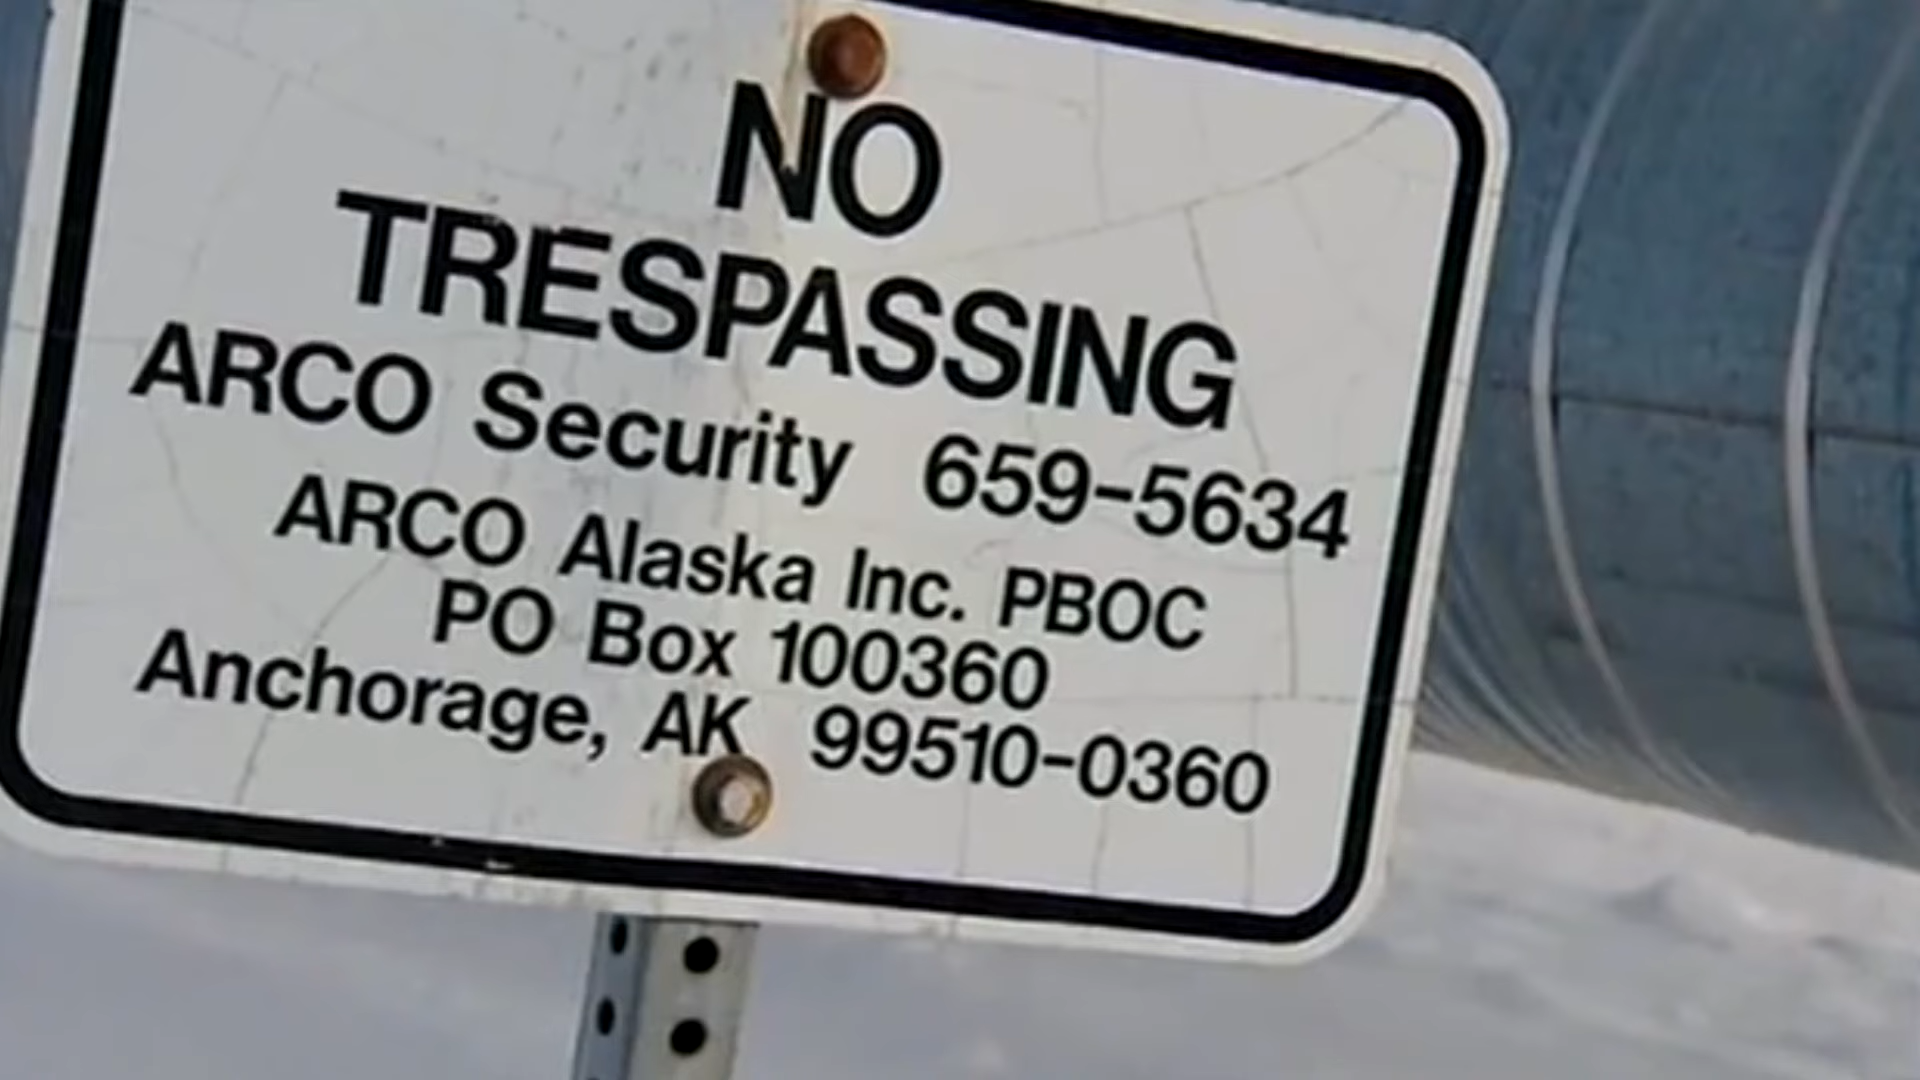 NO
TRESPASSING
ARCO Security 659-5634
ARCO Alaska Inc. PBOC
PO Box 100360
Anchorage, AK 99510-0360